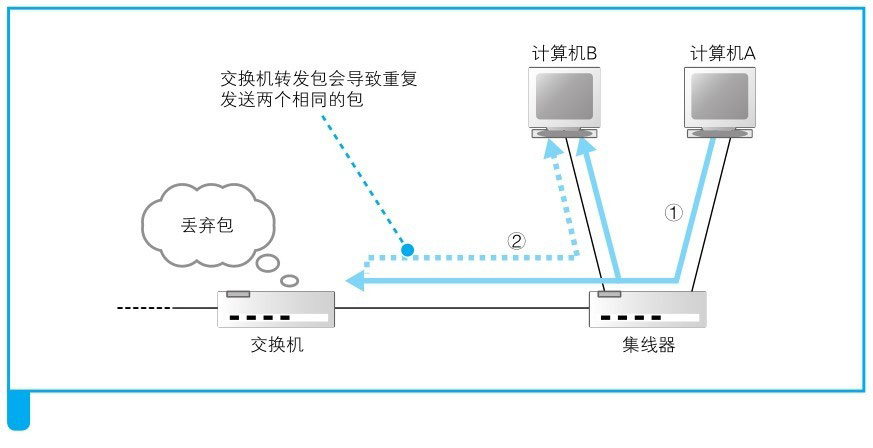 计算机B
计算机A
交换机转发包会导致重复
发送两个相同的包
①
丢弃包
②
交换机
集线器